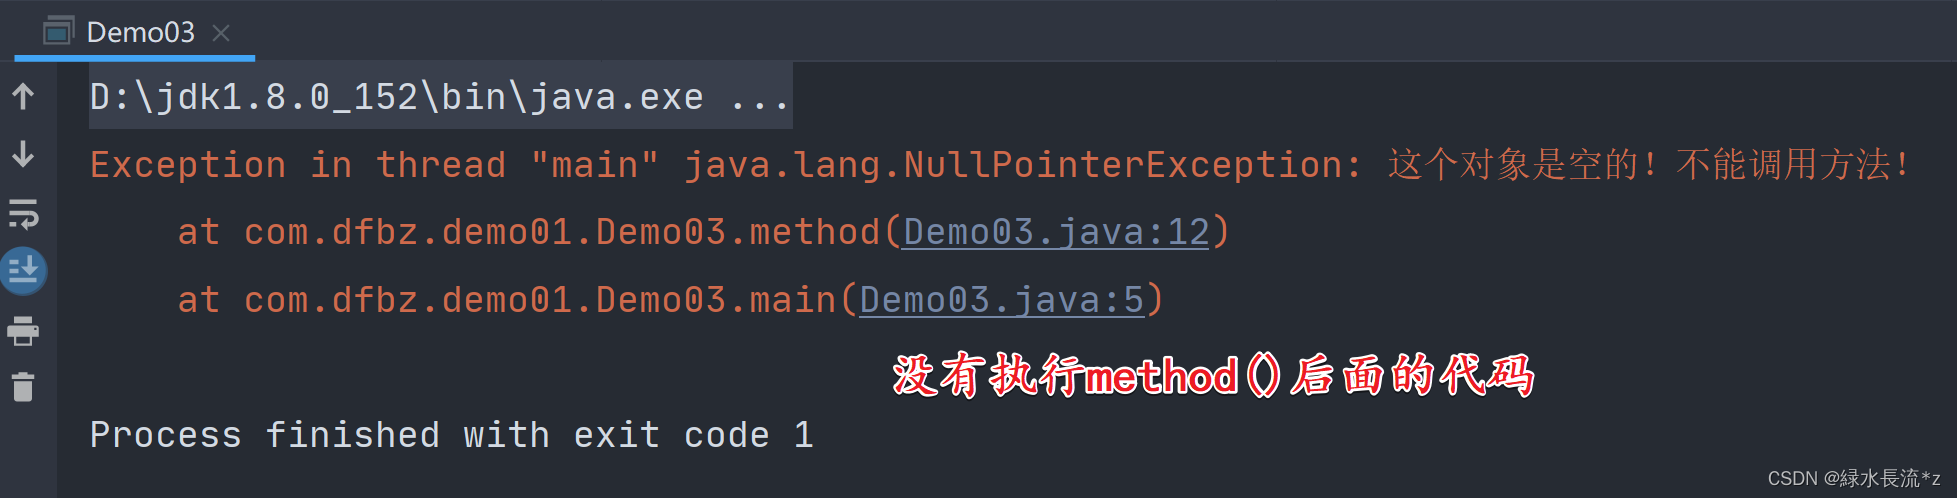 Demo03
D:\jdk1.8.0_152\bin\java.exe ...
Exception in thread "main" java.lang.NullPointerException: 这个对象是空的！不能调用方法！
at com.dfbz.demo01.Demo03.method(Demo03.java:12)
at com.dfbz.demo01.Demo03.main(Demo03.java:5)
没有执行method()后面的代码
Process finished with exit code 1
CSDN @緑水長流*z